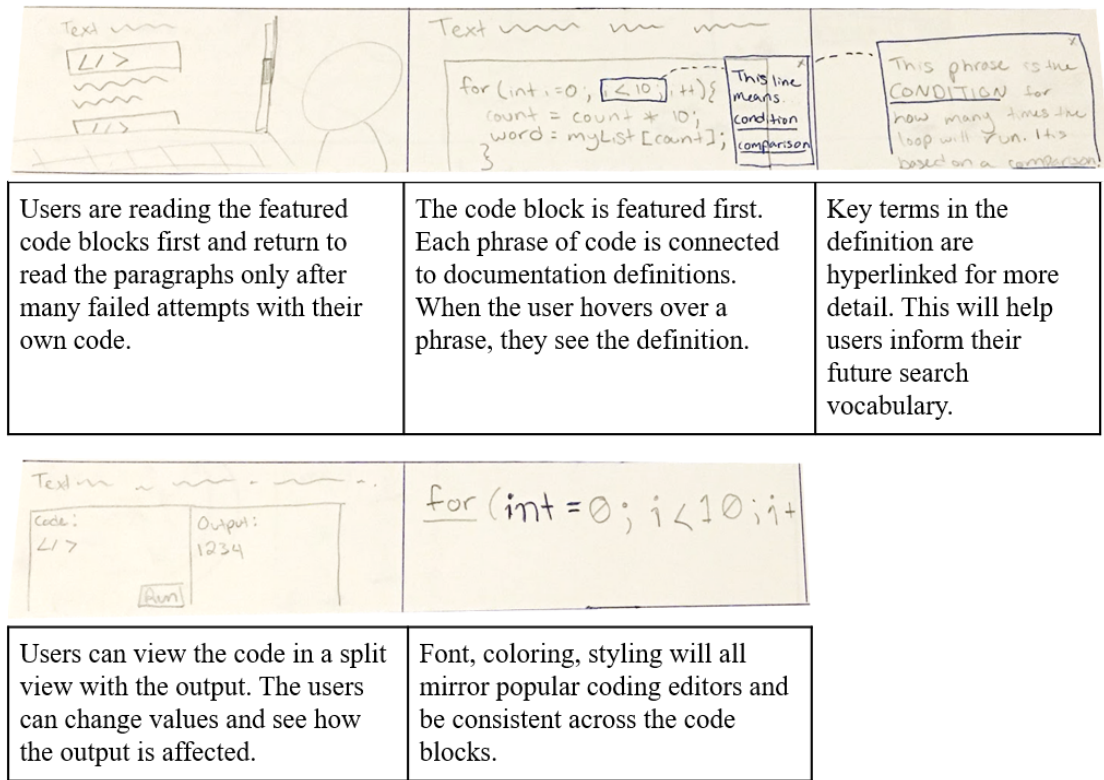 Text
</>
</>
Text
for (int i=0; i<10; i++){
count = count * 10;
word = myList[count];
}
This line
means
condition
comparison
x
This phrase is the
CONDITION for
how many times the
loop will run. It is
based on a comparison.
Users are reading the featured
code blocks first and return to
read the paragraphs only after
many failed attempts with their
own code.
The code block is featured first.
Each phrase of code is connected
to documentation definitions.
When the user hovers over a
phrase, they see the definition.
Key terms in the
definition are
hyperlinked for more
detail. This will help
users inform their
future search
vocabulary.
Text
Code:
</>
Run
Output:
1234
for (int =0; i<10; i+
Users can view the code in a split
view with the output. The users
can change values and see how
the output is affected.
Font, coloring, styling will all
mirror popular coding editors and
be consistent across the code
blocks.